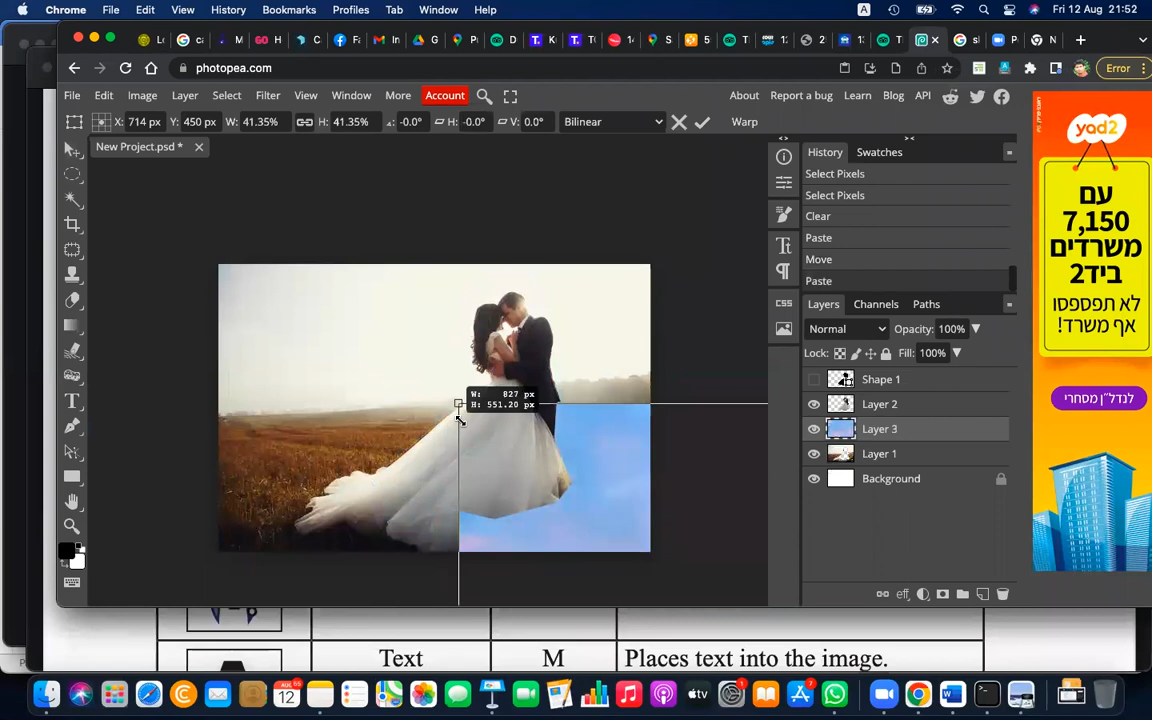 Chrome File Edit View History Bookmarks Profiles Tab Window Help
A Fri 12 Aug 21:52
photopea.com
Error
File Edit Image Layer Select Filter View Window More Account
About Report a bug Learn Blog API
X: 714 px Y: 450 px W: 41.35% H: 41.35% -0.0° H: -0.0° V: 0.0° Bilinear Warp
New Project.psd *
History Swatches
Select Pixels
Select Pixels
Clear
Paste
Move
Paste
Layers Channels Paths
Normal Opacity: 100%
Lock: Fill: 100%
Shape 1
Layer 2
Layer 3
Layer 1
Background
W: 827 px
H: 551.20 px
CSS
eff
yad2
עם
7,150
משרדים
ביד2
לא תפספסו
אף משרד!
לנדל״ן מסחרי
Text M Places text into the image.
AUG
12
tv